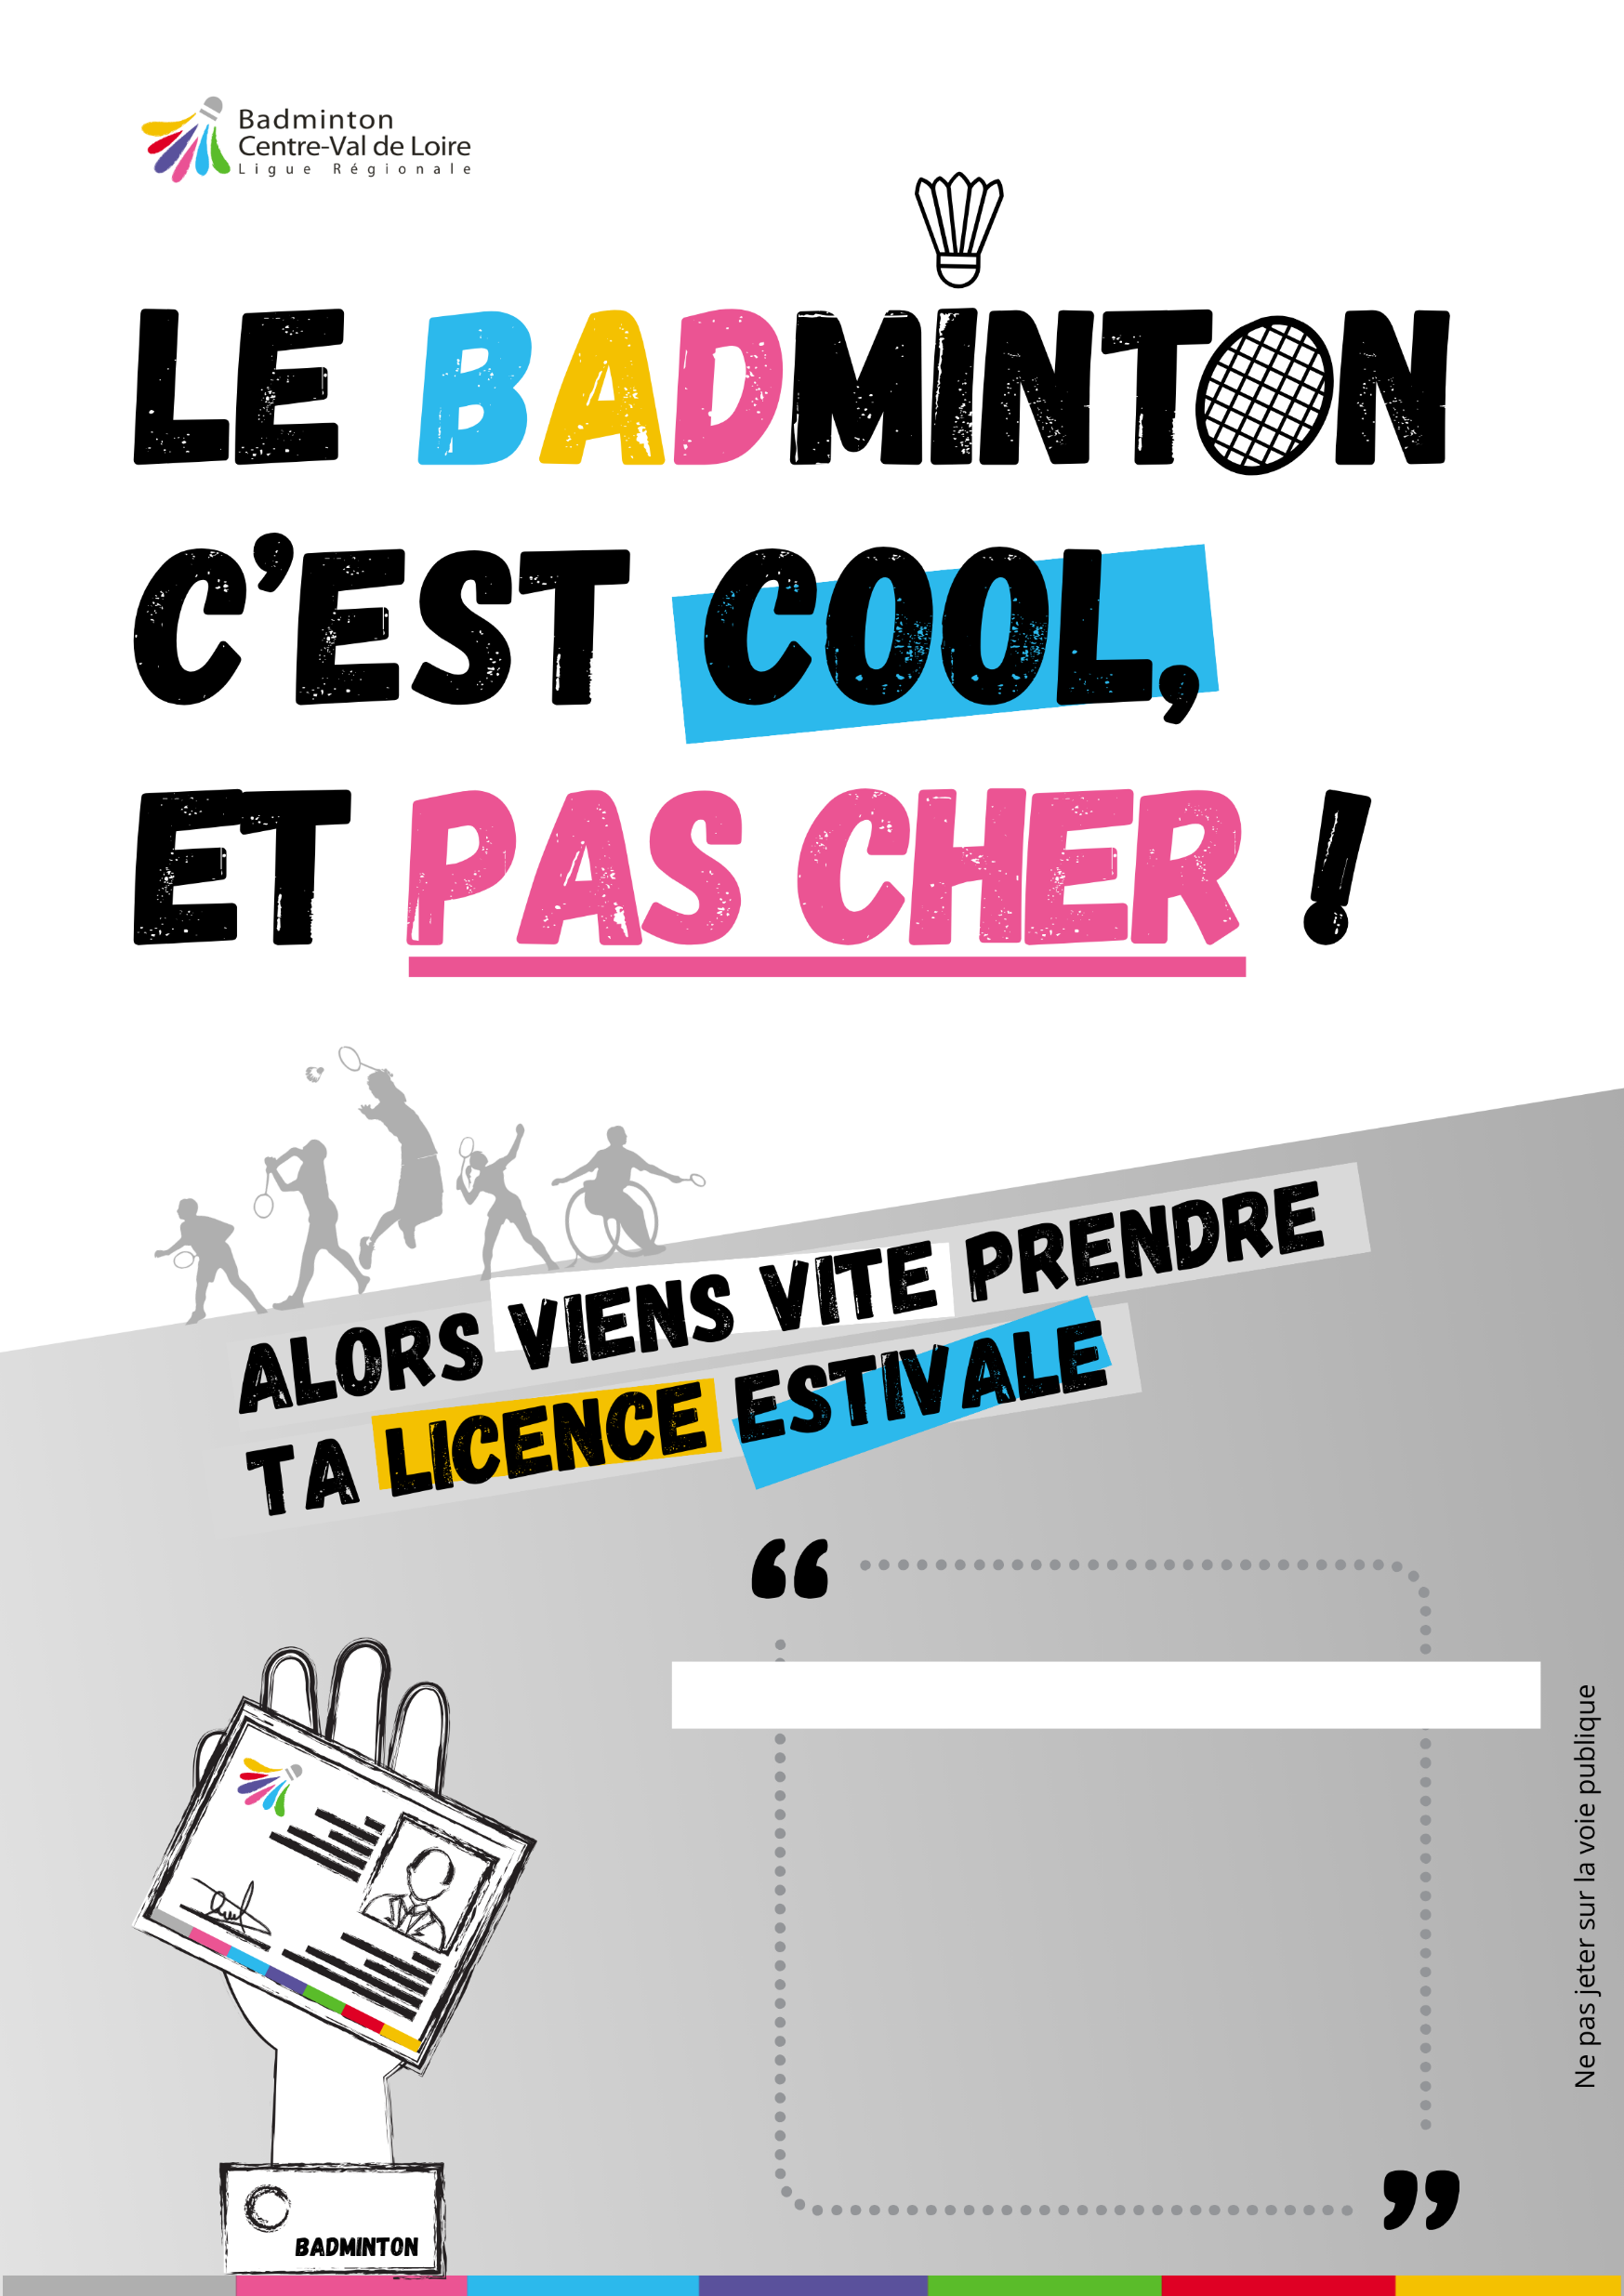 Badminton
Centre-Val de Loire
Ligue Régionale
LE BADMINTON
C'EST COOL,
ET PAS CHER !
ALORS VIENS VITE PRENDRE
TA LICENCE ESTIVALE
“
”
Ne pas jeter sur la voie publique
BADMINTON